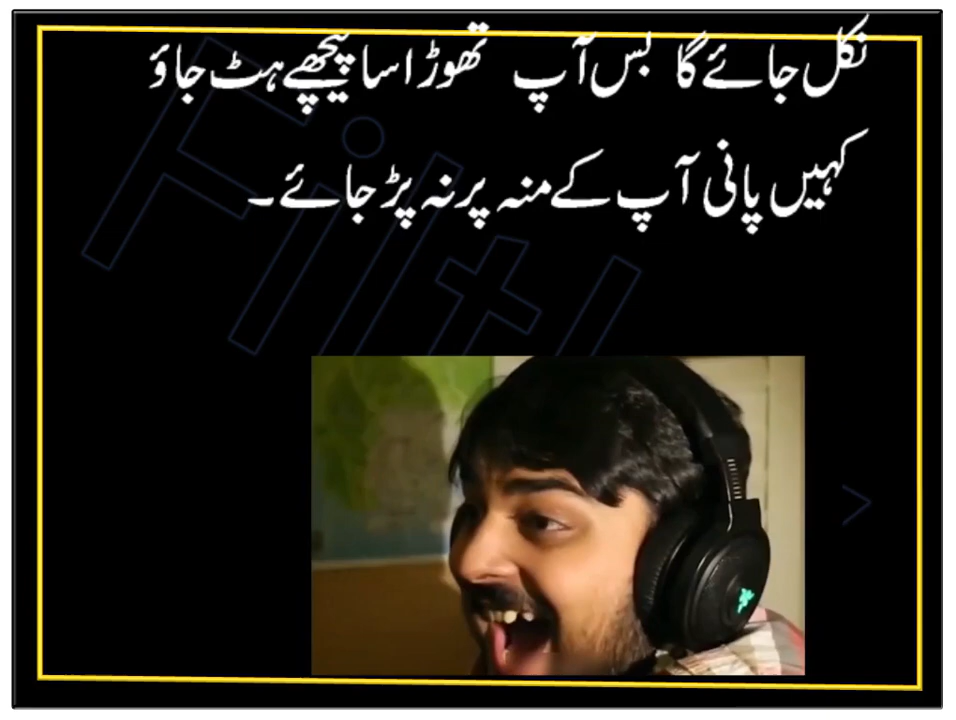 نکل جائے گا بس آپ تھوڑا سا پیچھے ہٹ جاؤ
کہیں پانی آپ کے منہ پر نہ پڑ جائے۔